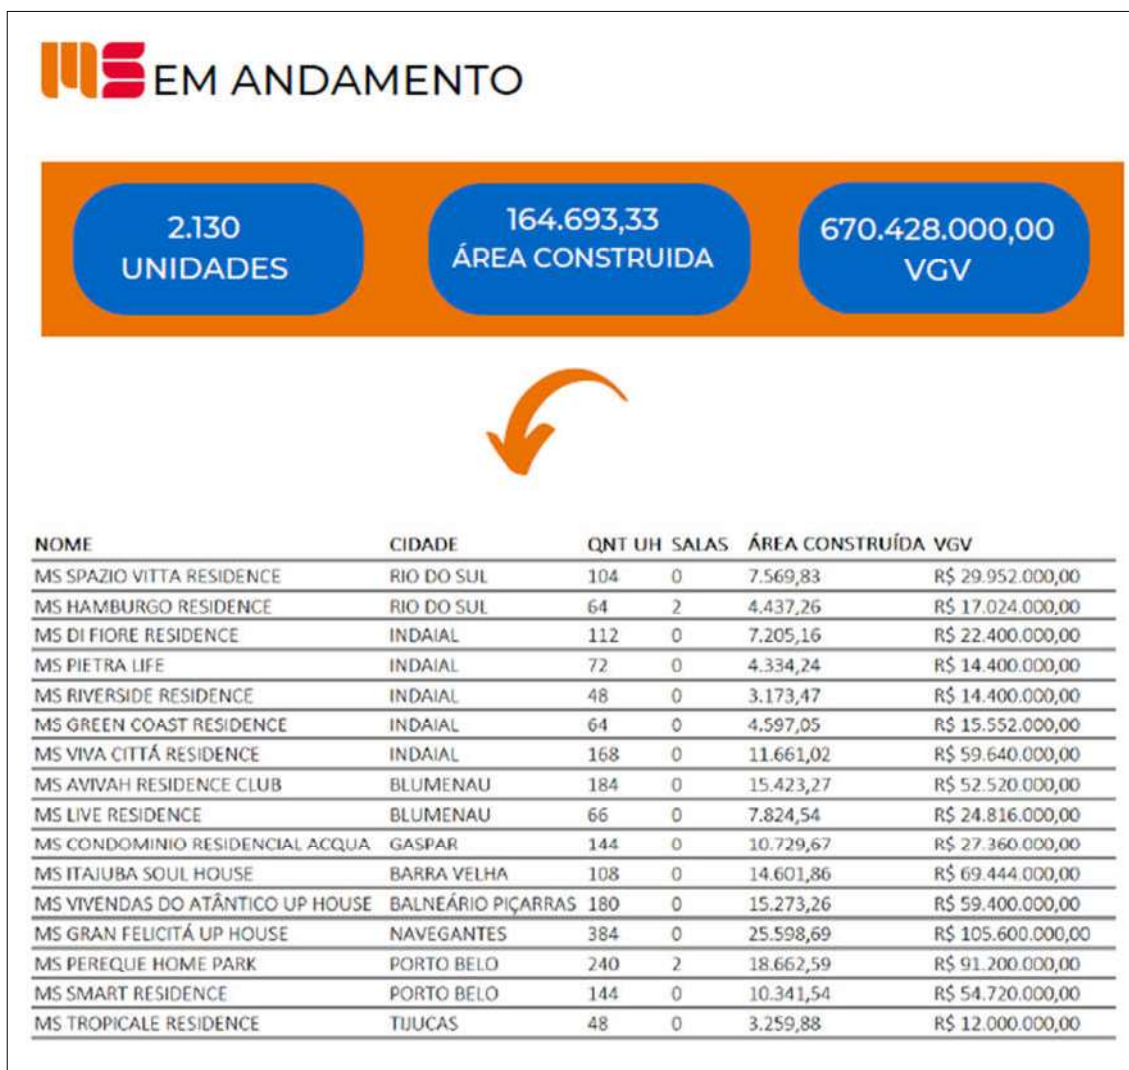 MS EM ANDAMENTO
2.130
UNIDADES
164.693,33
ÁREA CONSTRUIDA
670.428.000,00
VGV
NOME CIDADE QNT UH SALAS ÁREA CONSTRUÍDA VGV
MS SPAZIO VITTA RESIDENCE RIO DO SUL 104 0 7.569,83 R$ 29.952.000,00
MS HAMBURGO RESIDENCE RIO DO SUL 64 2 4.437,26 R$ 17.024.000,00
MS DI FIORE RESIDENCE INDAIAL 112 0 7.205,16 R$ 22.400.000,00
MS PIETRA LIFE INDAIAL 72 0 4.334,24 R$ 14.400.000,00
MS RIVERSIDE RESIDENCE INDAIAL 48 0 3.173,47 R$ 14.400.000,00
MS GREEN COAST RESIDENCE INDAIAL 64 0 4.597,05 R$ 15.552.000,00
MS VIVA CITTÁ RESIDENCE INDAIAL 168 0 11.661,02 R$ 59.640.000,00
MS AVIVAH RESIDENCE CLUB BLUMENAU 184 0 15.423,27 R$ 52.520.000,00
MS LIVE RESIDENCE BLUMENAU 66 0 7.824,54 R$ 24.816.000,00
MS CONDOMINIO RESIDENCIAL ACQUA GASPAR 144 0 10.729,67 R$ 27.360.000,00
MS ITAJUBA SOUL HOUSE BARRA VELHA 108 0 14.601,86 R$ 69.444.000,00
MS VIVENDAS DO ATÂNTICO UP HOUSE BALNEÁRIO PIÇARRAS 180 0 15.273,26 R$ 59.400.000,00
MS GRAN FELICITÁ UP HOUSE NAVEGANTES 384 0 25.598,69 R$ 105.600.000,00
MS PEREQUE HOME PARK PORTO BELO 240 2 18.662,59 R$ 91.200.000,00
MS SMART RESIDENCE PORTO BELO 144 0 10.341,54 R$ 54.720.000,00
MS TROPICALE RESIDENCE TIJUCAS 48 0 3.259,88 R$ 12.000.000,00